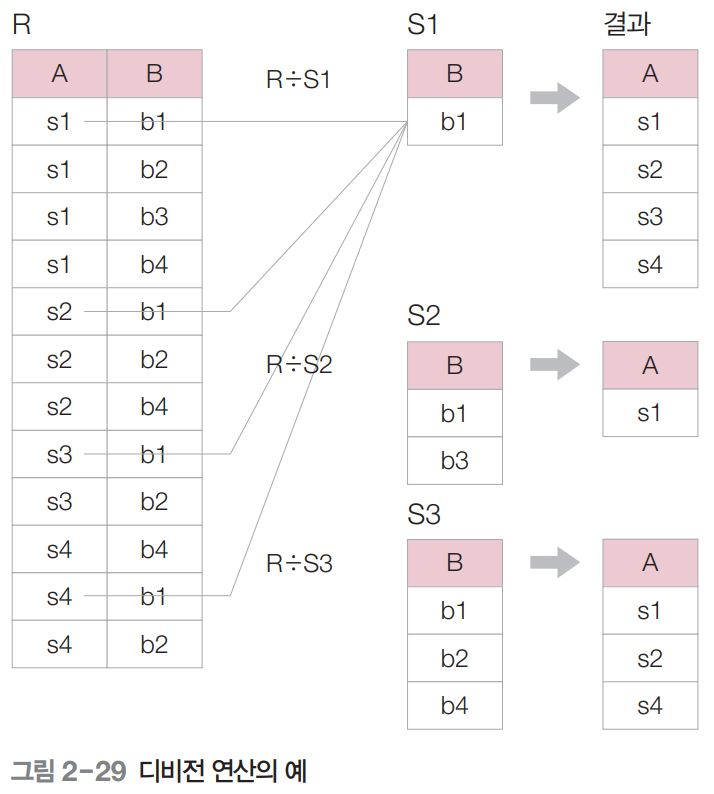 R
A B
s1 b1
s1 b2
s1 b3
s1 b4
s2 b1
s2 b2
s2 b4
s3 b1
s3 b2
s4 b4
s4 b1
s4 b2
R÷S1
R÷S2
R÷S3
S1
B
b1
S2
B
b1
b3
S3
B
b1
b2
b4
결과
A
s1
s2
s3
s4
A
s1
A
s1
s2
s4
그림 2-29 디비전 연산의 예